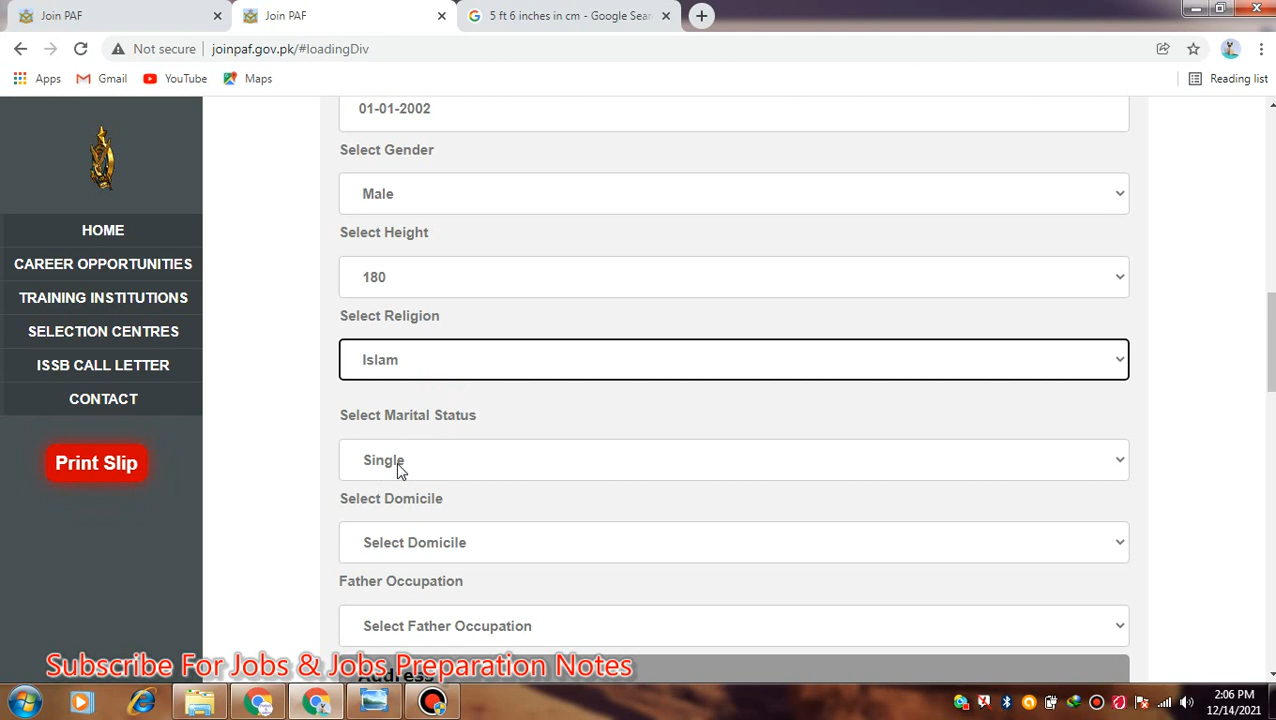 Join PAF
Join PAF
5 ft 6 inches in cm - Google Sear
Not secure
joinpaf.gov.pk/#loadingDiv
Apps
Gmail
YouTube
Maps
Reading list
01-01-2002
Select Gender
Male
Select Height
180
Select Religion
Islam
Select Marital Status
Single
Select Domicile
Select Domicile
Father Occupation
Select Father Occupation
Address
HOME
CAREER OPPORTUNITIES
TRAINING INSTITUTIONS
SELECTION CENTRES
ISSB CALL LETTER
CONTACT
Print Slip
Subscribe For Jobs & Jobs Preparation Notes
2:06 PM
12/14/2021